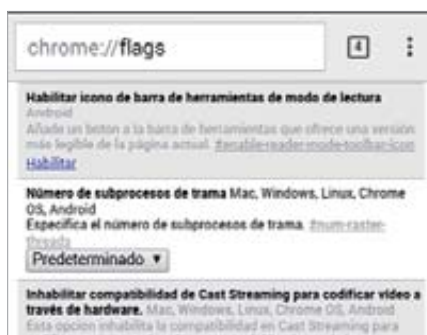 chrome://flags
4
Habilitar icono de barra de herramientas de modo de lectura
Android
Añade un botón a la barra de herramientas que ofrece una versión
más legible de la página actual. #enable-reader-mode-toolbar-icon
Habilitar
Número de subprocesos de trama Mac, Windows, Linux, Chrome
OS, Android
Especifica el número de subprocesos de trama. #num-raster-
threads
Predeterminado
Inhabilitar compatibilidad de Cast Streaming para codificar vídeo a
través de hardware. Mac, Windows, Linux, Chrome OS, Android
Esta opción inhabilita la compatibilidad en Cast Streaming para